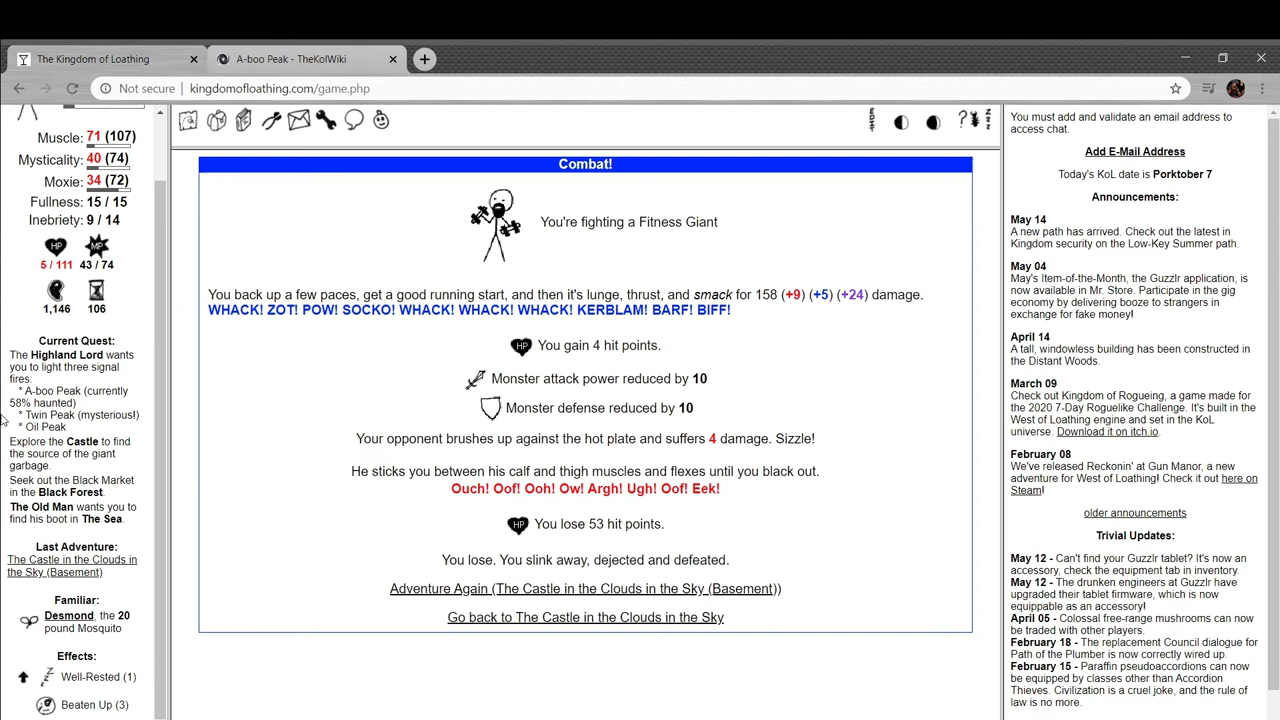 The Kingdom of Loathing
A-boo Peak - TheKolWiki
Not secure
kingdomofloathing.com/game.php
Muscle: 71 (107)
Mysticality: 40 (74)
Moxie: 34 (72)
Fullness: 15 / 15
Inebriety: 9 / 14
HP
MP
5 / 111
43 / 74
1,146
106
Current Quest:
The Highland Lord wants
you to light three signal
fires:
* A-boo Peak (currently
58% haunted)
* Twin Peak (mysterious!)
* Oil Peak
Explore the Castle to find
the source of the giant
garbage.
Seek out the Black Market
in the Black Forest.
The Old Man wants you to
find his boot in The Sea.
Last Adventure:
The Castle in the Clouds in
the Sky (Basement)
Familiar:
Desmond, the 20
pound Mosquito
Effects:
Well-Rested (1)
Beaten Up (3)
Combat!
You're fighting a Fitness Giant
You back up a few paces, get a good running start, and then it's lunge, thrust, and smack for 158 (+9) (+5) (+24) damage.
WHACK! ZOT! POW! SOCKO! WHACK! WHACK! WHACK! KERBLAM! BARF! BIFF!
HP You gain 4 hit points.
Monster attack power reduced by 10
Monster defense reduced by 10
Your opponent brushes up against the hot plate and suffers 4 damage. Sizzle!
He sticks you between his calf and thigh muscles and flexes until you black out.
Ouch! Oof! Ooh! Ow! Argh! Ugh! Oof! Eek!
HP You lose 53 hit points.
You lose. You slink away, dejected and defeated.
Adventure Again (The Castle in the Clouds in the Sky (Basement))
Go back to The Castle in the Clouds in the Sky
You must add and validate an email address to
access chat.
Add E-Mail Address
Today's KoL date is Porktober 7
Announcements:
May 14
A new path has arrived. Check out the latest in
Kingdom security on the Low-Key Summer path.
May 04
May's Item-of-the-Month, the Guzzlr application, is
now available in Mr. Store. Participate in the gig
economy by delivering booze to strangers in
exchange for fake money!
April 14
A tall, windowless building has been constructed in
the Distant Woods.
March 09
Check out Kingdom of Rogueing, a game made for
the 2020 7-Day Roguelike Challenge. It's built in the
West of Loathing engine and set in the KoL
universe. Download it on itch.io.
February 08
We've released Reckonin' at Gun Manor, a new
adventure for West of Loathing! Check it out here on
Steam!
older announcements
Trivial Updates:
May 12 - Can't find your Guzzlr tablet? It's now an
accessory, check the equipment tab in inventory.
May 12 - The drunken engineers at Guzzlr have
upgraded their tablet firmware, which is now
equippable as an accessory!
April 05 - Colossal free-range mushrooms can now
be traded with other players.
February 18 - The replacement Council dialogue for
Path of the Plumber is now correctly wired up.
February 15 - Paraffin pseudoaccordions can now
be equipped by classes other than Accordion
Thieves. Civilization is a cruel joke, and the rule of
law is no more.